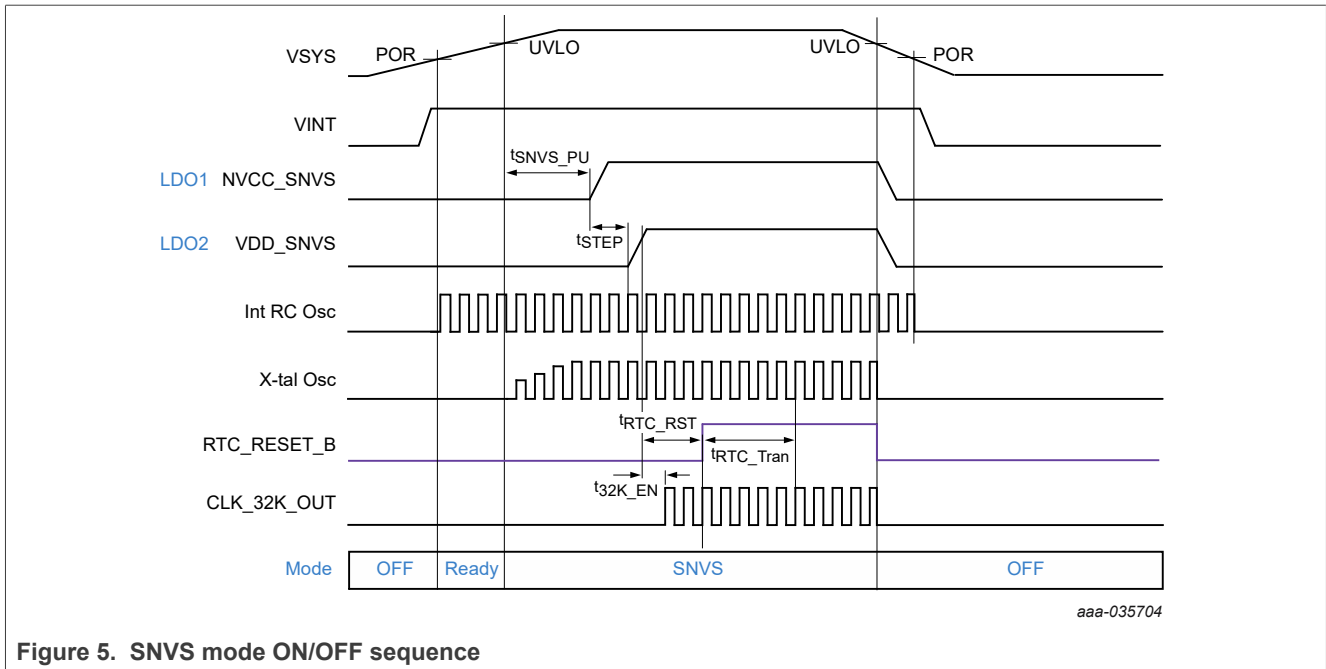 VSYS POR UVLO UVLO POR
VINT
tSNVS_PU
LDO1 NVCC_SNVS
tSTEP
LDO2 VDD_SNVS
Int RC Osc
X-tal Osc
tRTC_RST
RTC_RESET_B
tRTC_Tran
t32K_EN
CLK_32K_OUT
Mode OFF Ready SNVS OFF
aaa-035704
Figure 5. SNVS mode ON/OFF sequence